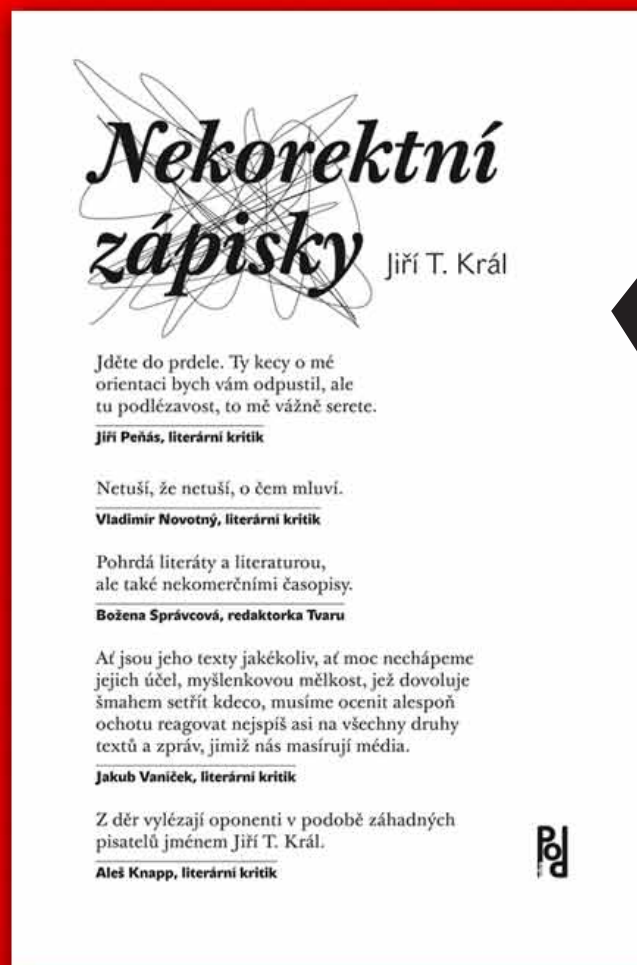 Nekorektní
zápisky
Jiří T. Král
Jděte do prdele. Ty kecy o mé
orientaci bych vám odpustil, ale
tu podlézavost, to mě vážně serete.
Jiří Peňás, literární kritik
Netuší, že netuší, o čem mluví.
Vladimír Novotný, literární kritik
Pohrdá literáty a literaturou,
ale také nekomerčními časopisy.
Božena Správcová, redaktorka Tvaru
Ať jsou jeho texty jakékoliv, ať moc nechápeme
jejich účel, myšlenkovou mělkost, jež dovoluje
šmahem setřít kdeco, musíme ocenit alespoň
ochotu reagovat nejspíš asi na všechny druhy
textů a zpráv, jimiž nás masírují média.
Jakub Vaníček, literární kritik
Z děr vylézají oponenti v podobě záhadných
pisatelů jménem Jiří T. Král.
Aleš Knapp, literární kritik